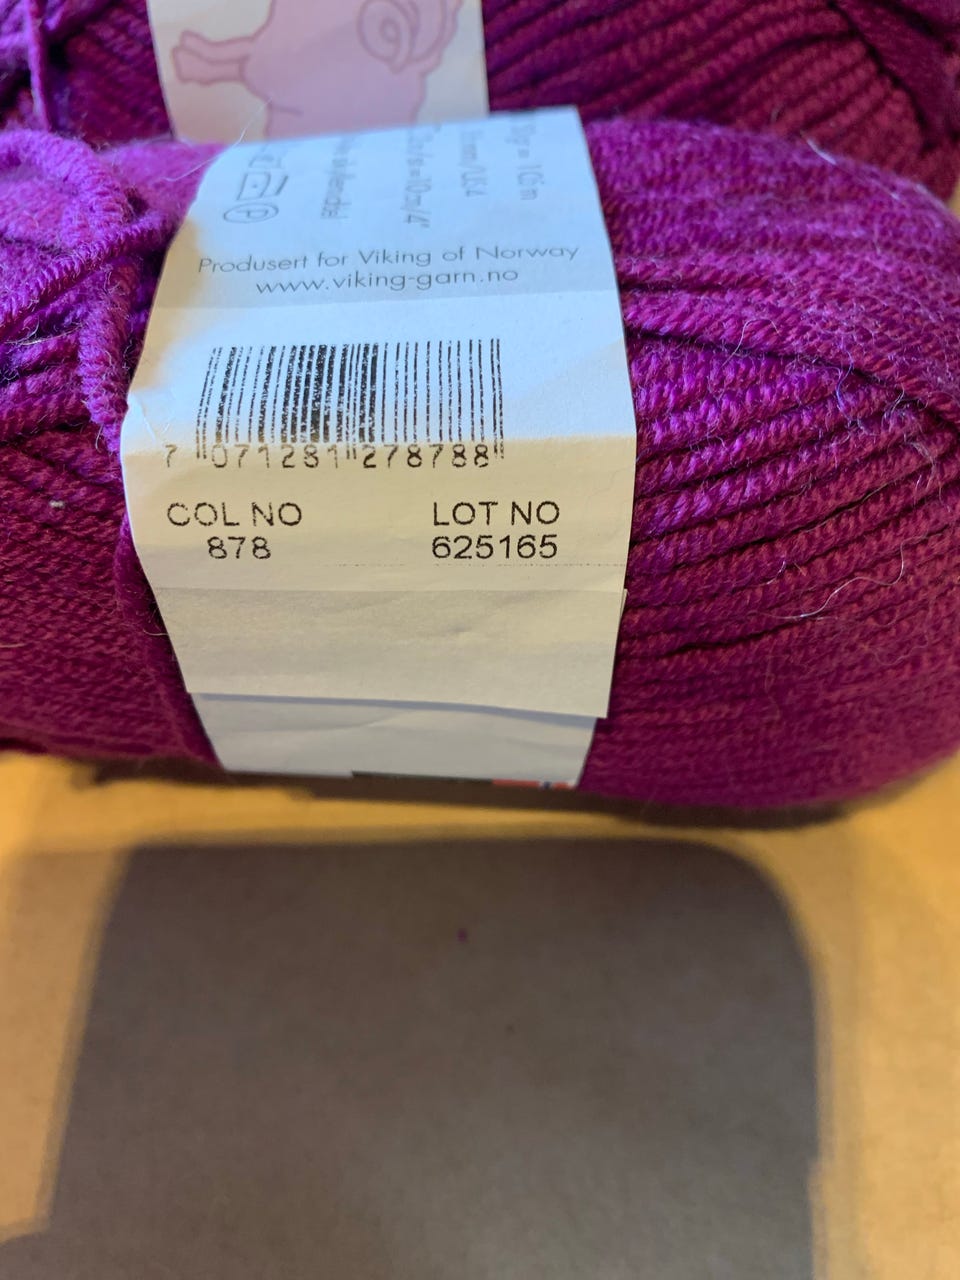 Produsert for Viking of Norway
www.viking-garn.no
7 071281 278788
COL NO LOT NO
878 625165